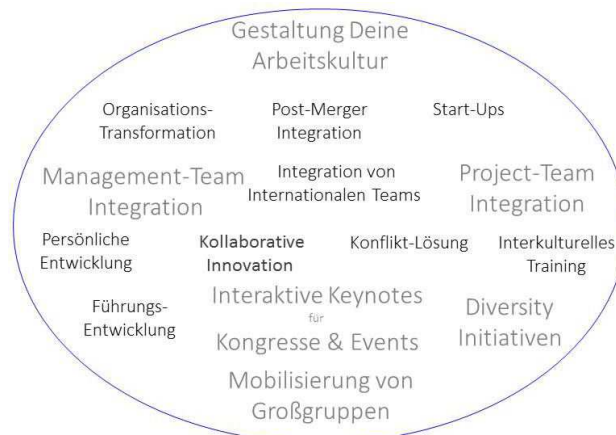 Gestaltung Deine
Arbeitskultur
Organisations-
Transformation
Post-Merger
Integration
Start-Ups
Management-Team
Integration
Integration von
Internationalen Teams
Project-Team
Integration
Persönliche
Entwicklung
Kollaborative
Innovation
Konflikt-Lösung
Interkulturelles
Training
Führungs-
Entwicklung
Interaktive Keynotes
für
Kongresse & Events
Diversity
Initiativen
Mobilisierung von
Großgruppen